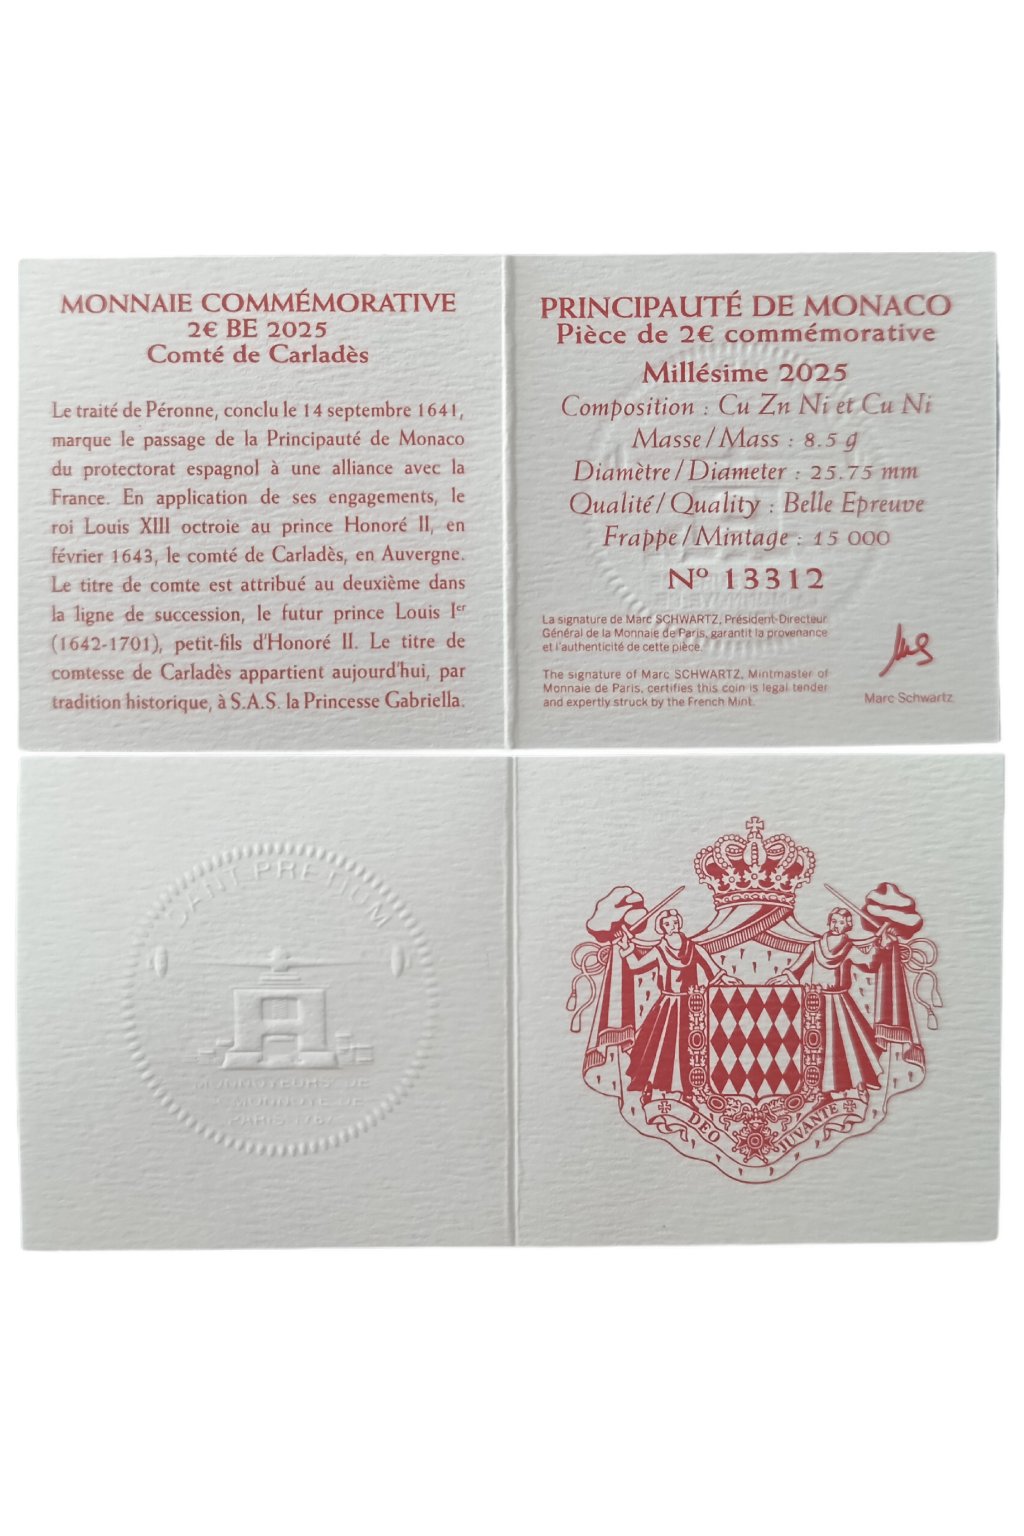 MONNAIE COMMÉMORATIVE
2€ BE 2025
Comté de Carladès
Le traité de Péronne, conclu le 14 septembre 1641,
marque le passage de la Principauté de Monaco
du protectorat espagnol à une alliance avec la
France. En application de ses engagements, le
roi Louis XIII octroie au prince Honoré II, en
février 1643, le comté de Carladès, en Auvergne.
Le titre de comte est attribué au deuxième dans
la ligne de succession, le futur prince Louis Ier
(1642-1701), petit-fils d'Honoré II. Le titre de
comtesse de Carladès appartient aujourd'hui, par
tradition historique, à S.A.S. la Princesse Gabriella.
PRINCIPAUTÉ DE MONACO
Pièce de 2€ commémorative
Millésime 2025
Composition : Cu Zn Ni et Cu Ni
Masse / Mass : 8.5 g
Diamètre / Diameter : 25.75 mm
Qualité / Quality : Belle Epreuve
Frappe / Mintage : 15 000
Nº 13312
La signature de Marc SCHWARTZ, Président-Directeur
Général de la Monnaie de Paris, garantit la provenance
et l'authenticité de cette pièce.
The signature of Marc SCHWARTZ, Mintmaster of
Monnaie de Paris, certifies this coin is legal tender
and expertly struck by the French Mint.
Marc Schwartz
DANT PRETIUM
MONNOYEURS DE
MONNOTE DE
PARIS
DEO JUVANTE